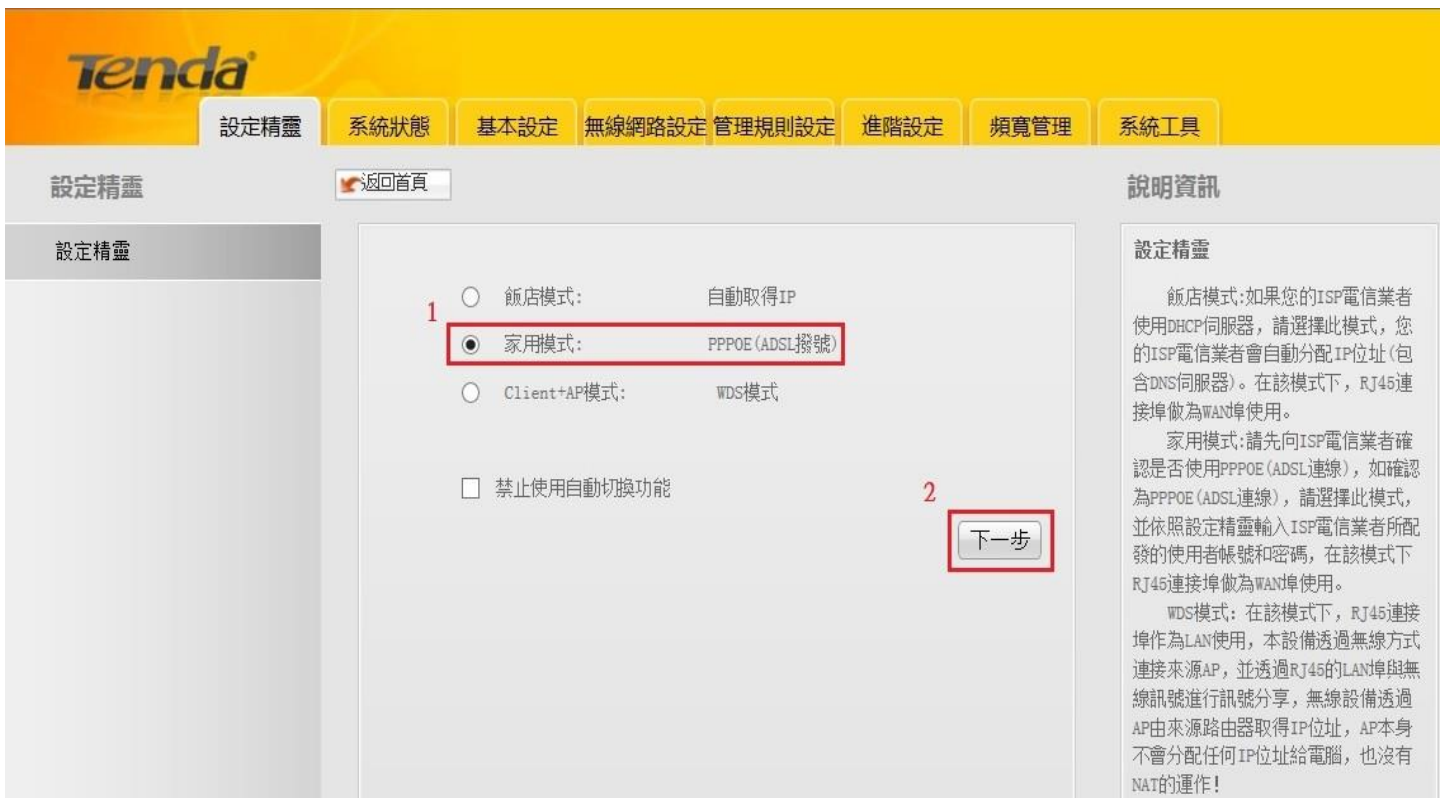 Tenda
設定精靈 系統狀態 基本設定 無線網路設定 管理規則設定 進階設定 頻寬管理 系統工具
設定精靈
返回首頁
說明資訊
設定精靈
1
飯店模式: 自動取得IP
家用模式: PPPOE(ADSL撥號)
Client+AP模式: WDS模式
禁止使用自動切換功能
2
下一步
設定精靈
飯店模式:如果您的ISP電信業者
使用DHCP伺服器，請選擇此模式，您
的ISP電信業者會自動分配IP位址(包
含DNS伺服器)。在該模式下，RJ45連
接埠做為WAN埠使用。
家用模式:請先向ISP電信業者確
認是否使用PPPOE(ADSL連線)，如確認
為PPPOE(ADSL連線)，請選擇此模式，
並依照設定精靈輸入ISP電信業者所配
發的使用者帳號和密碼，在該模式下
RJ45連接埠做為WAN埠使用。
WDS模式: 在該模式下，RJ45連接
埠作為LAN使用，本設備透過無線方式
連接來源AP，並透過RJ45的LAN埠與無
線訊號進行訊號分享，無線設備透過
AP由來源路由器取得IP位址，AP本身
不會分配任何IP位址給電腦，也沒有
NAT的運作!